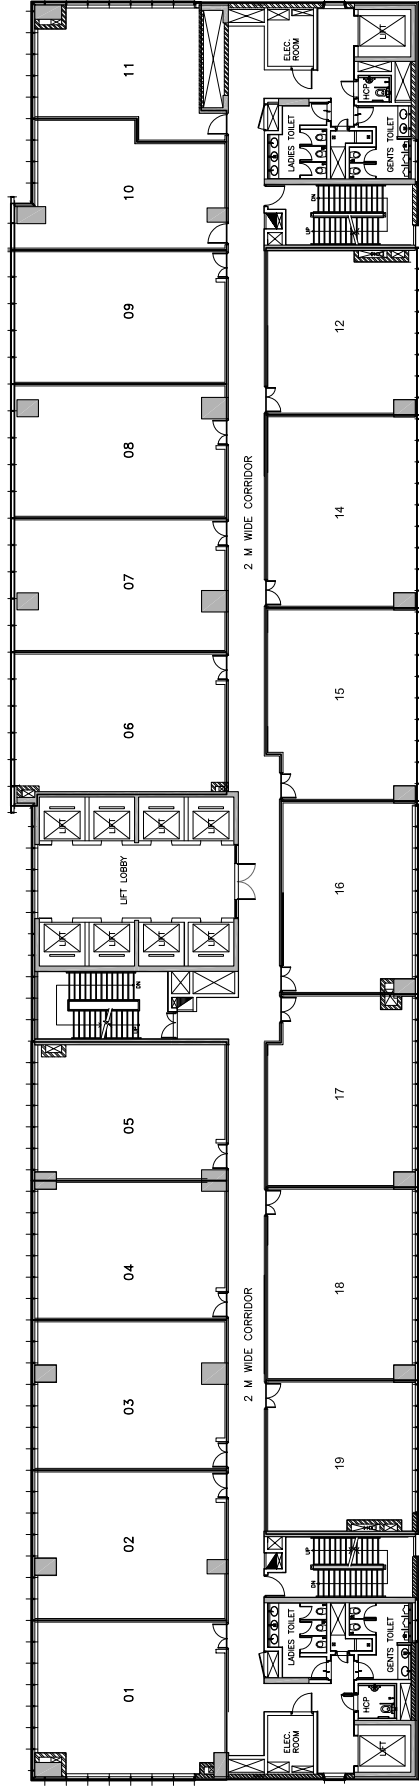 11
10
09
08
07
06
LIFT
LIFT
LIFT
LIFT
LIFT LOBBY
LIFT
LIFT
LIFT
LIFT
DN
UP
05
04
03
02
01
2 M WIDE CORRIDOR
2 M WIDE CORRIDOR
ELEC.
ROOM
LIFT
HCP
LADIES TOILET
GENTS TOILET
DN
UP
12
14
15
16
17
18
19
UP
DN
LADIES TOILET
GENTS TOILET
HCP
ELEC.
ROOM
LIFT